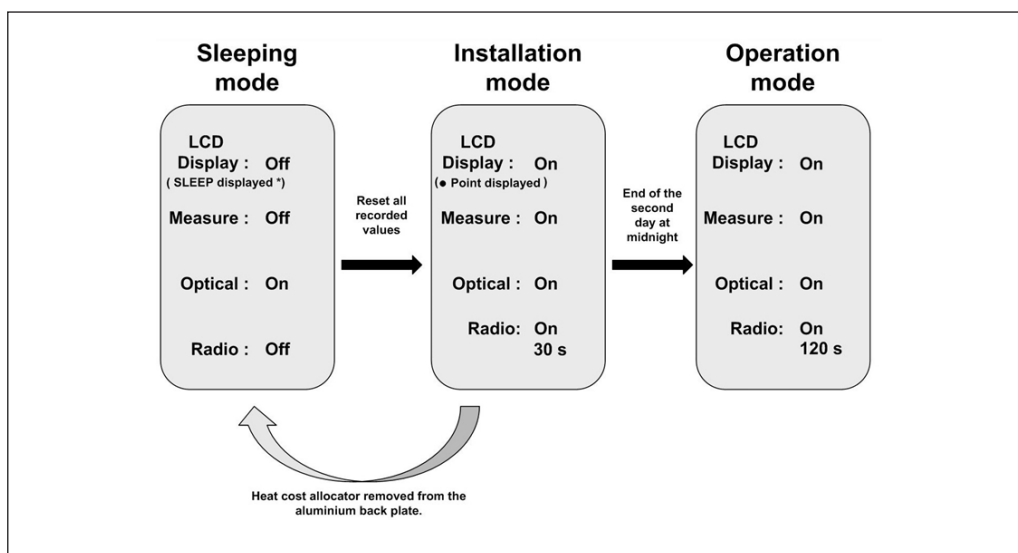 Sleeping
mode
LCD
Display : Off
( SLEEP displayed *)
Measure : Off
Optical : On
Radio : Off
Reset all
recorded
values
Installation
mode
LCD
Display : On
(● Point displayed )
Measure : On
Optical : On
Radio: On
30 s
End of the
second
day at
midnight
Operation
mode
LCD
Display : On
Measure : On
Optical : On
Radio: On
120 s
Heat cost allocator removed from the
aluminium back plate.